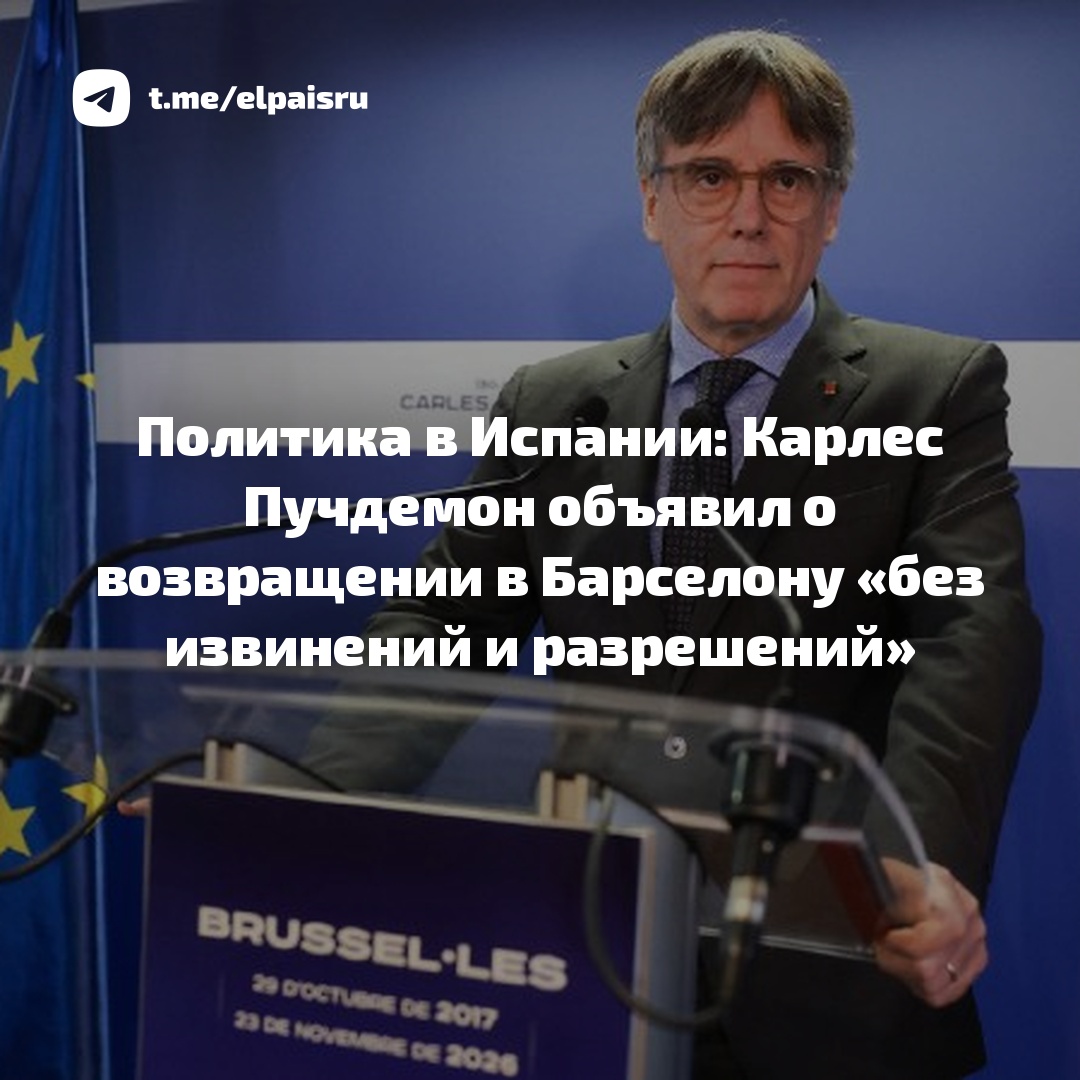 t.me/elpaisru
CARLES
Политика в Испании: Карлес
Пучдемон объявил о
возвращении в Барселону «без
извинений и разрешений»
BRUSSEL·LES
29 D'OCTUBRE DE 2017
23 DE NOVEMBRE DE 2026